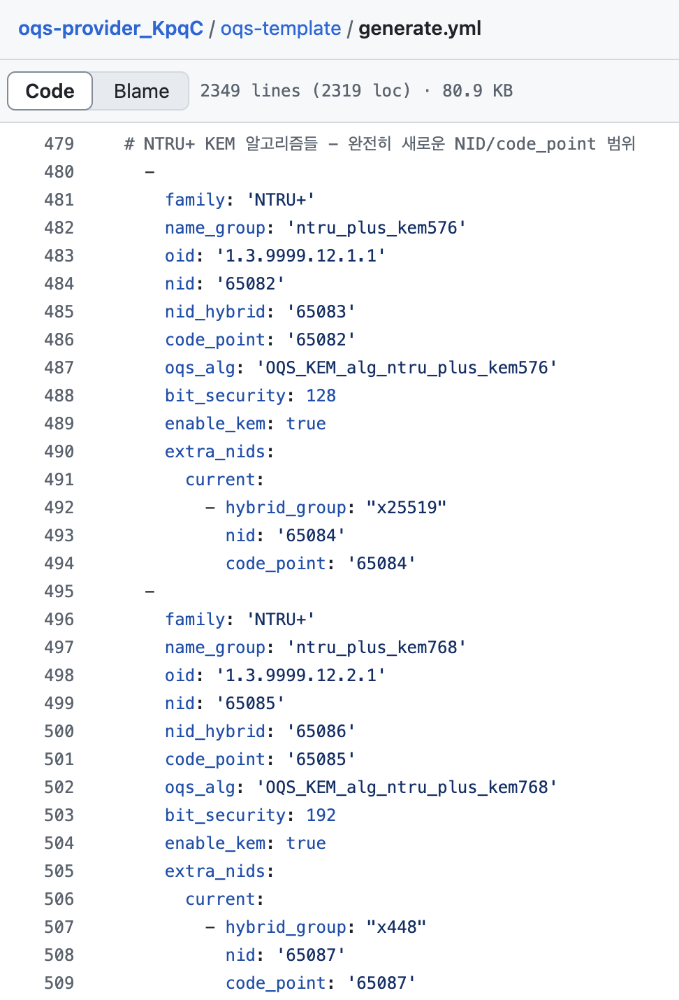 oqs-provider_KpqC / oqs-template / generate.yml
Code Blame 2349 lines (2319 loc) · 80.9 KB
479 # NTRU+ KEM 알고리즘들 – 완전히 새로운 NID/code_point 범위
480 –
481 family: 'NTRU+'
482 name_group: 'ntru_plus_kem576'
483 oid: '1.3.9999.12.1.1'
484 nid: '65082'
485 nid_hybrid: '65083'
486 code_point: '65082'
487 oqs_alg: 'OQS_KEM_alg_ntru_plus_kem576'
488 bit_security: 128
489 enable_kem: true
490 extra_nids:
491 current:
492 – hybrid_group: "x25519"
493 nid: '65084'
494 code_point: '65084'
495 –
496 family: 'NTRU+'
497 name_group: 'ntru_plus_kem768'
498 oid: '1.3.9999.12.2.1'
499 nid: '65085'
500 nid_hybrid: '65086'
501 code_point: '65085'
502 oqs_alg: 'OQS_KEM_alg_ntru_plus_kem768'
503 bit_security: 192
504 enable_kem: true
505 extra_nids:
506 current:
507 – hybrid_group: "x448"
508 nid: '65087'
509 code_point: '65087'